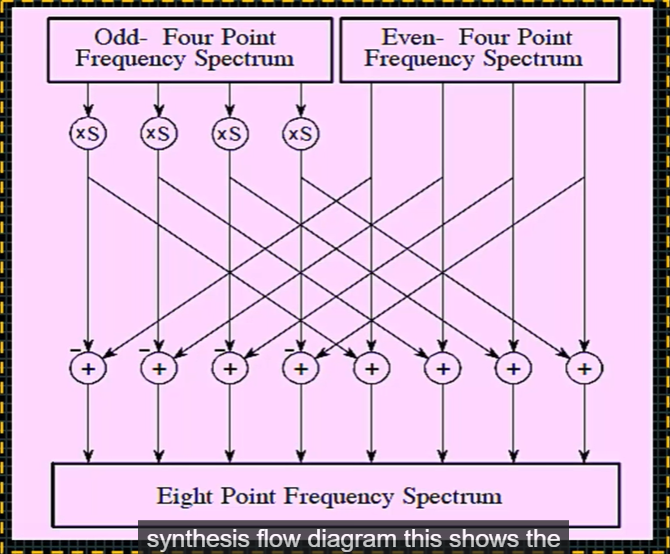 Odd- Four Point
Frequency Spectrum
Even- Four Point
Frequency Spectrum
xS xS xS xS
− − − −
+ + + + + + + +
Eight Point Frequency Spectrum
synthesis flow diagram this shows the